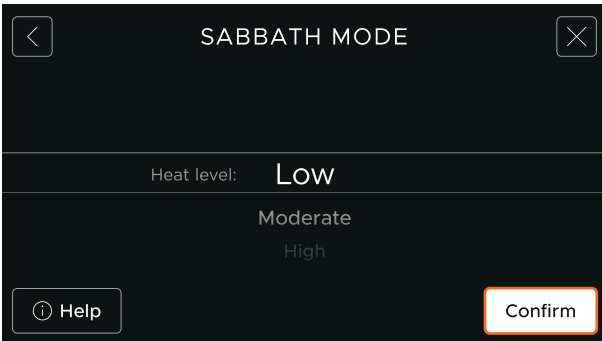 SABBATH MODE
Heat level: Low
Moderate
High
Help
Confirm